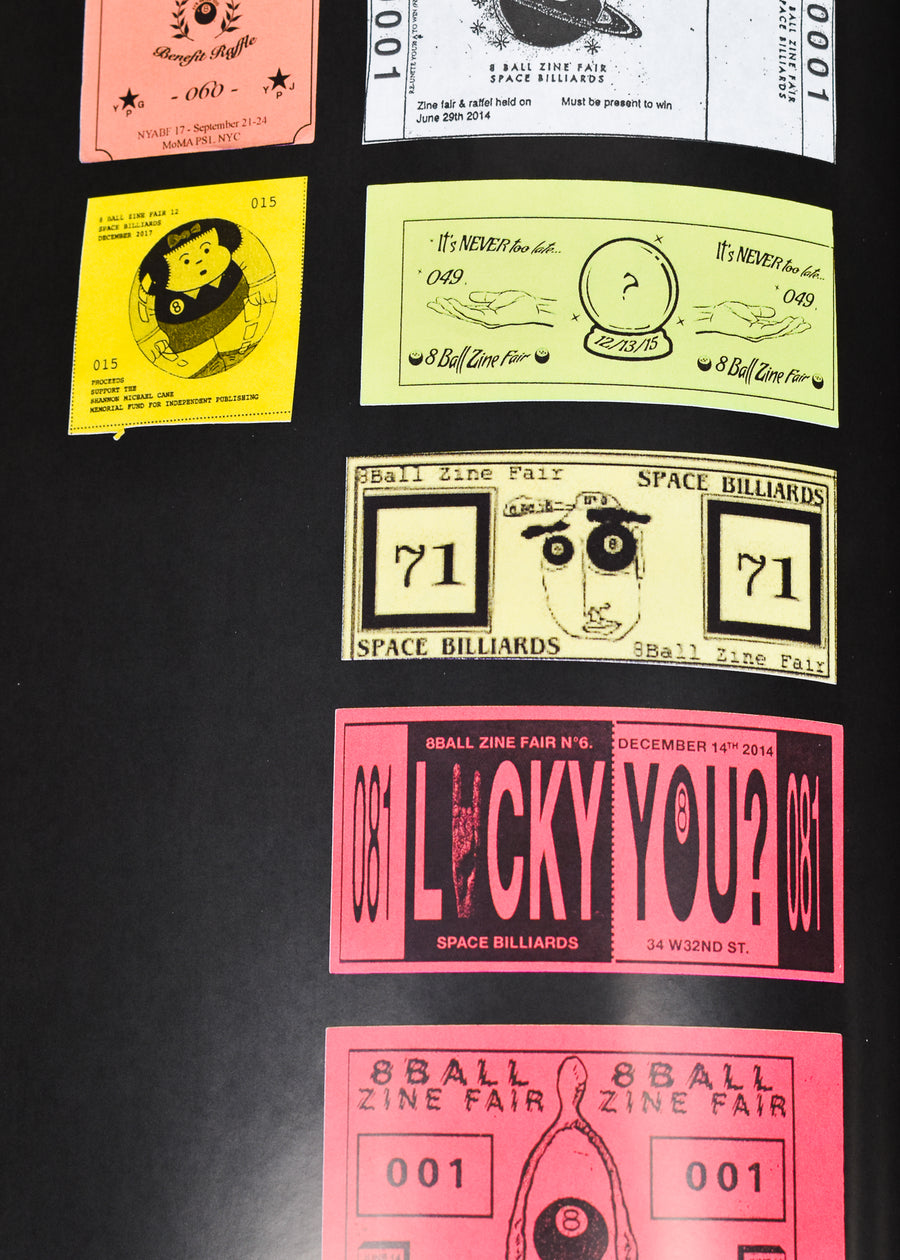 Benefit Raffle
- 060 -
Y P G
Y P J
NYABF 17 - September 21-24
MoMA PS1. NYC
0001
8 BALL ZINE FAIR
SPACE BILLIARDS
Zine fair & raffel held on
June 29th 2014
Must be present to win
BALL ZINE FAIR
SPACE BILLIARDS
0001
8 BALL ZINE FAIR 12
SPACE BILLIARDS
DECEMBER 2017
015
8
015
PROCEEDS
SUPPORT THE
SHANNON MICHAEL CANE
MEMORIAL FUND FOR INDEPENDENT PUBLISHING
It's NEVER too late...
049.
8 Ball Zine Fair
?
12/13/15
It's NEVER too late...
049.
8 Ball Zine Fair
8Ball Zine Fair
SPACE BILLIARDS
71
8
71
SPACE BILLIARDS
8Ball Zine Fair
081
8BALL ZINE FAIR N°6.
LUCKY
SPACE BILLIARDS
DECEMBER 14TH 2014
YOU?
8
34 W32ND ST.
081
8BALL
ZINE FAIR
8BALL
ZINE FAIR
001
001
8